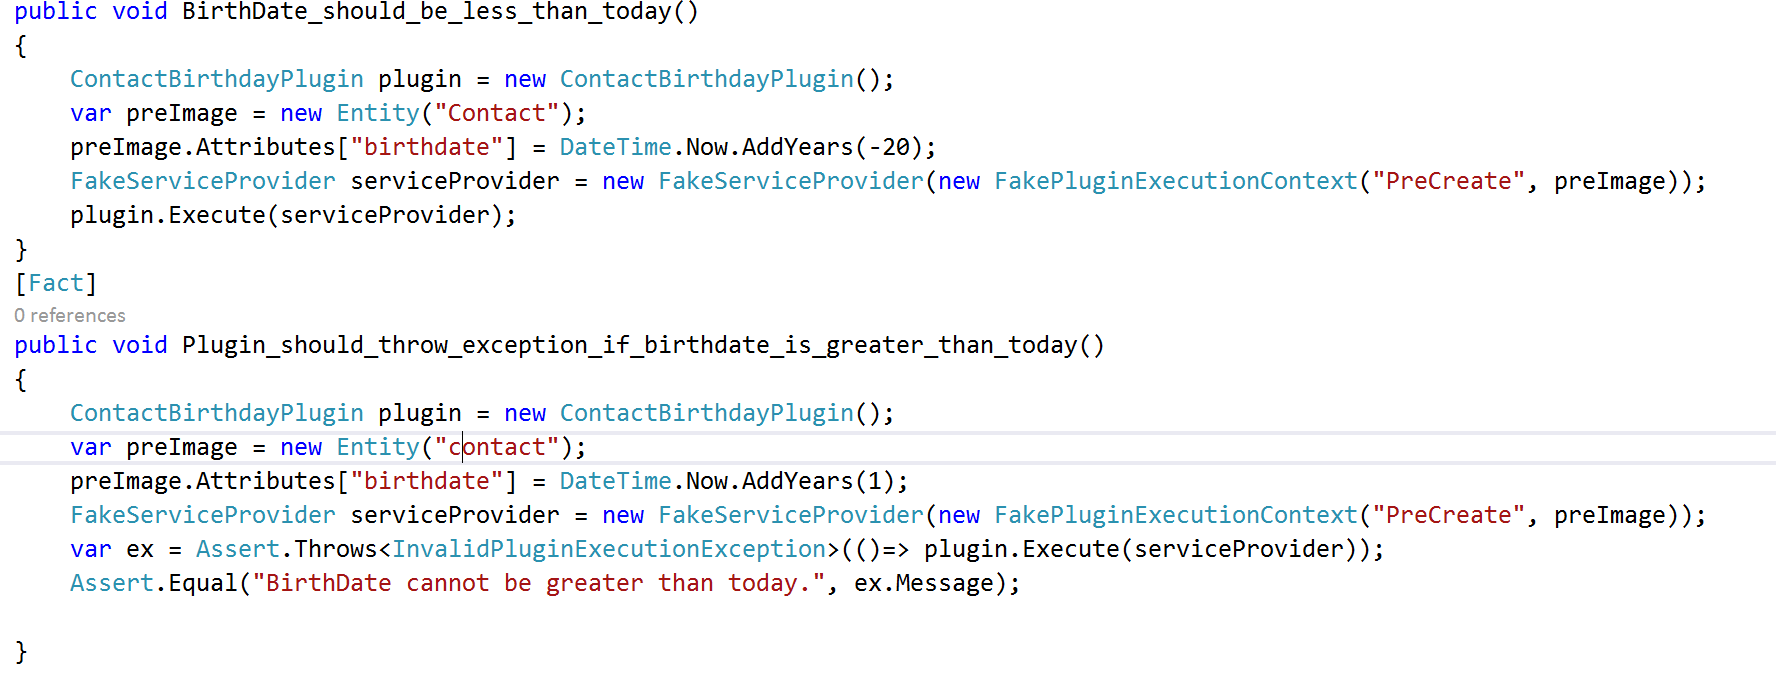 public void BirthDate_should_be_less_than_today()
{
    ContactBirthdayPlugin plugin = new ContactBirthdayPlugin();
    var preImage = new Entity("Contact");
    preImage.Attributes["birthdate"] = DateTime.Now.AddYears(-20);
    FakeServiceProvider serviceProvider = new FakeServiceProvider(new FakePluginExecutionContext("PreCreate", preImage));
    plugin.Execute(serviceProvider);
}
[Fact]
0 references
public void Plugin_should_throw_exception_if_birthdate_is_greater_than_today()
{
    ContactBirthdayPlugin plugin = new ContactBirthdayPlugin();
    var preImage = new Entity("contact");
    preImage.Attributes["birthdate"] = DateTime.Now.AddYears(1);
    FakeServiceProvider serviceProvider = new FakeServiceProvider(new FakePluginExecutionContext("PreCreate", preImage));
    var ex = Assert.Throws<InvalidPluginExecutionException>(()=> plugin.Execute(serviceProvider));
    Assert.Equal("BirthDate cannot be greater than today.", ex.Message);
}